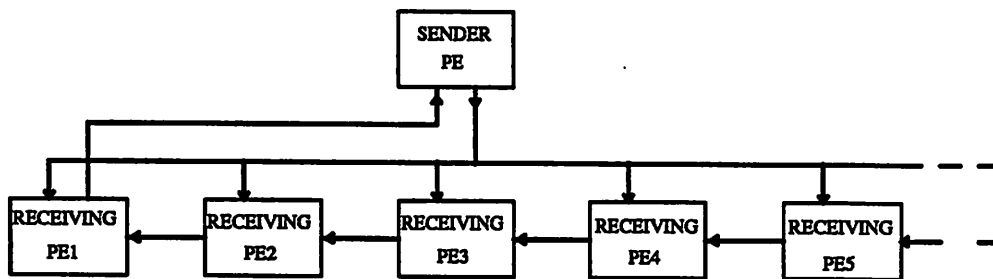 SENDER
PE
RECEIVING
PE1
RECEIVING
PE2
RECEIVING
PE3
RECEIVING
PE4
RECEIVING
PE5